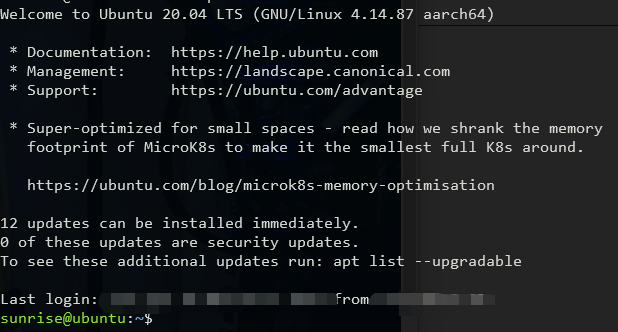 Welcome to Ubuntu 20.04 LTS (GNU/Linux 4.14.87 aarch64)
* Documentation: https://help.ubuntu.com
* Management: https://landscape.canonical.com
* Support: https://ubuntu.com/advantage
* Super-optimized for small spaces - read how we shrank the memory
footprint of MicroK8s to make it the smallest full K8s around.
https://ubuntu.com/blog/microk8s-memory-optimisation
12 updates can be installed immediately.
0 of these updates are security updates.
To see these additional updates run: apt list --upgradable
Last login: from
sunrise@ubuntu:~$